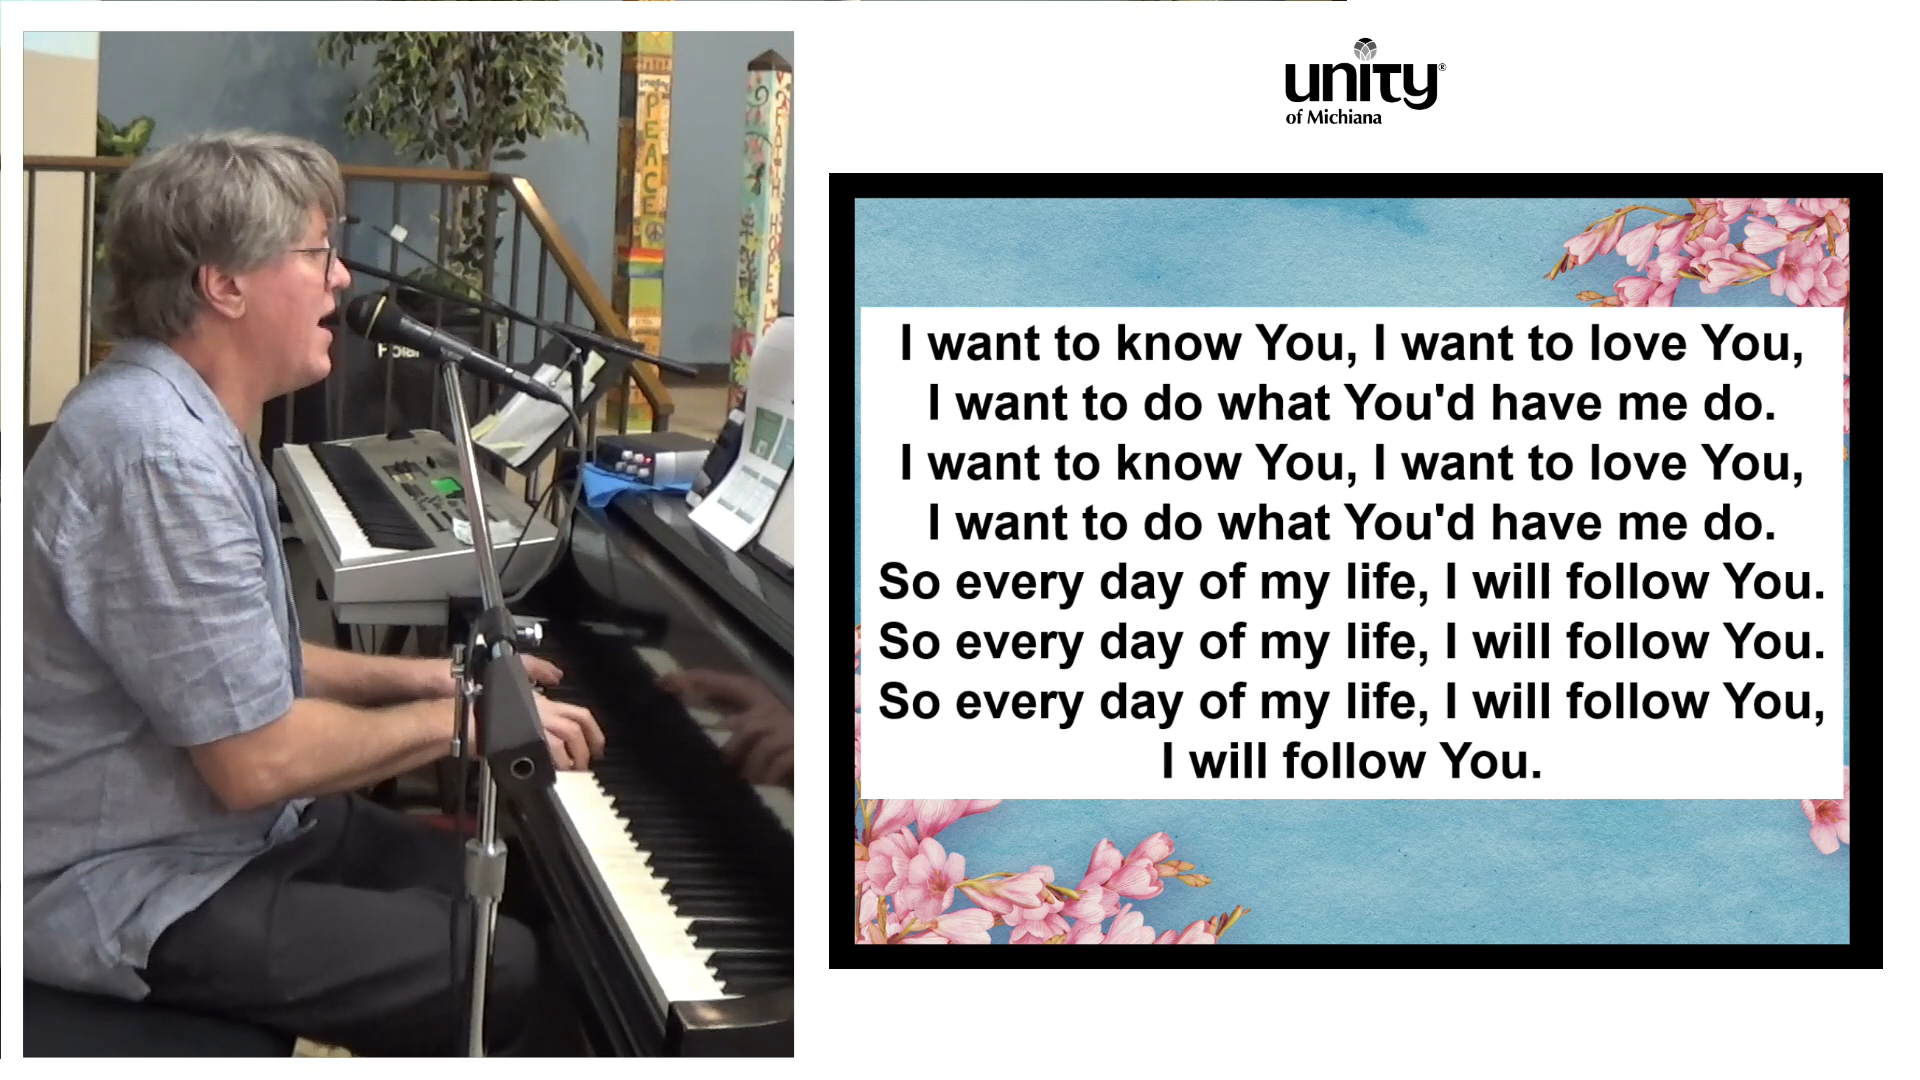 PEACE
FAITH
HOPE
unity®
of Michiana
I want to know You, I want to love You,
I want to do what You'd have me do.
I want to know You, I want to love You,
I want to do what You'd have me do.
So every day of my life, I will follow You.
So every day of my life, I will follow You.
So every day of my life, I will follow You,
I will follow You.